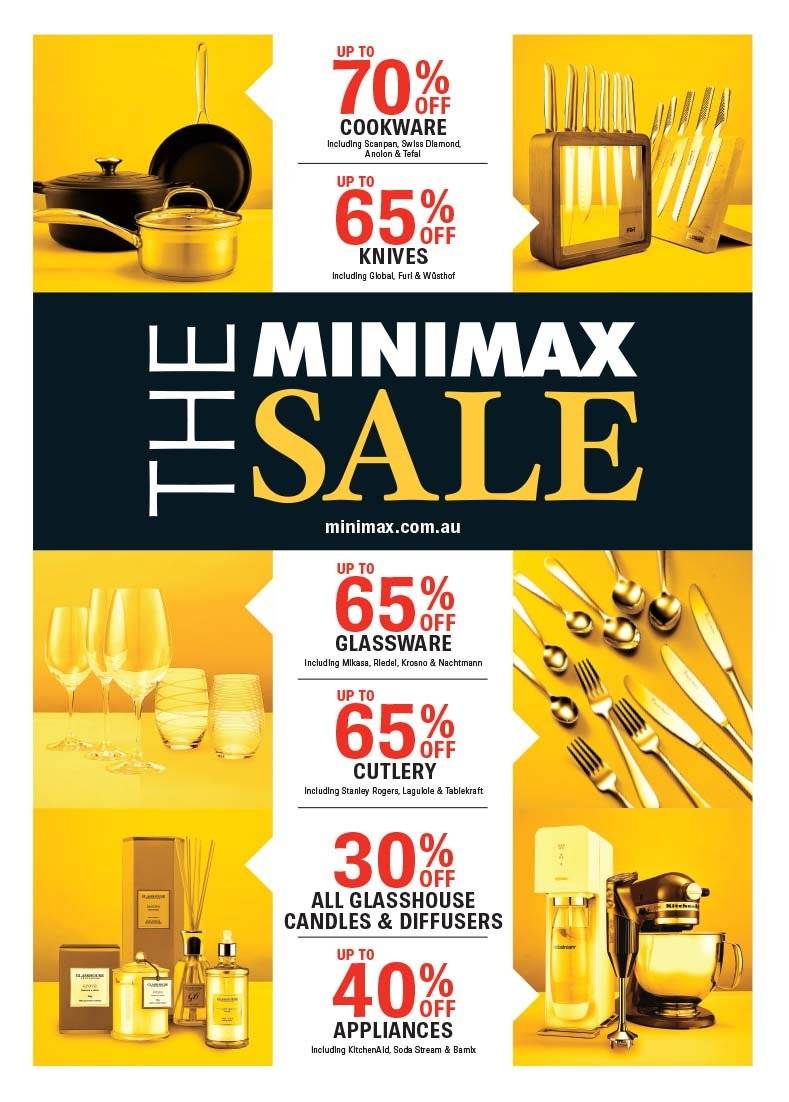 UP TO
70% OFF
COOKWARE
Including Scanpan, Swiss Diamond,
Anolon & Tefal
UP TO
65% OFF
KNIVES
Including Global, Furi & Wüsthof
THE MINIMAX
SALE
minimax.com.au
UP TO
65% OFF
GLASSWARE
Including Mikasa, Riedel, Krosno & Nachtmann
UP TO
65% OFF
CUTLERY
Including Stanley Rogers, Laguiole & Tablekraft
30% OFF
ALL GLASSHOUSE
CANDLES & DIFFUSERS
UP TO
40% OFF
APPLIANCES
Including KitchenAid, Soda Stream & Bamix
GLASSHOUSE
GLASSHOUSE
KitchenAid